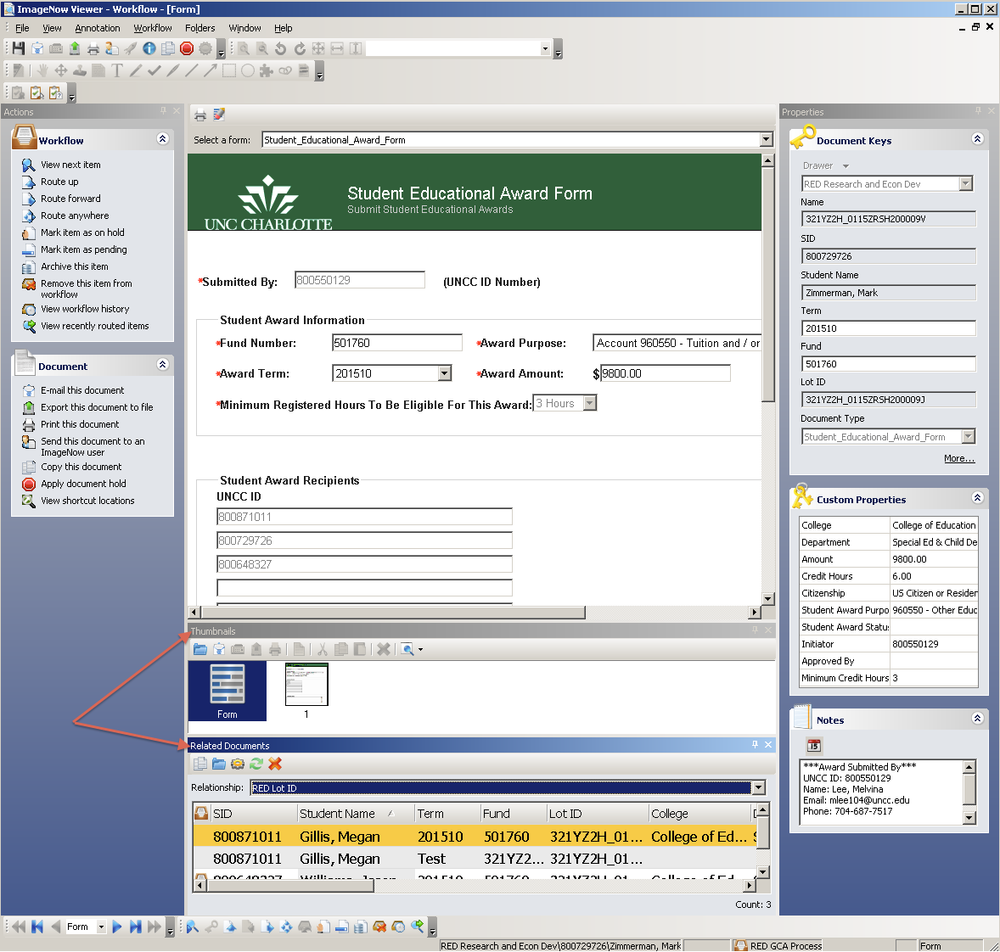 ImageNow Viewer - Workflow - [Form]
File View Annotation Workflow Folders Window Help
Actions
Workflow
View next item
Route up
Route forward
Route anywhere
Mark item as on hold
Mark item as pending
Archive this item
Remove this item from
workflow
View workflow history
View recently routed items
Document
E-mail this document
Export this document to file
Print this document
Send this document to an
ImageNow user
Copy this document
Apply document hold
View shortcut locations
Select a form: Student_Educational_Award_Form
UNC CHARLOTTE
Student Educational Award Form
Submit Student Educational Awards
*Submitted By: 800550129 (UNCC ID Number)
Student Award Information
*Fund Number: 501760 *Award Purpose: Account 960550 - Tuition and / or
*Award Term: 201510 *Award Amount: $9800.00
*Minimum Registered Hours To Be Eligible For This Award: 3 Hours
Student Award Recipients
UNCC ID
800871011
800729726
800648327
Thumbnails
Form 1
Related Documents
Relationship: RED Lot ID
SID Student Name Term Fund Lot ID College
800871011 Gillis, Megan 201510 501760 321YZ2H_01... College of Ed...
800871011 Gillis, Megan Test 321YZ2... 321YZ2H_01...
Count: 3
Properties
Document Keys
Drawer
RED Research and Econ Dev
Name
321YZ2H_0115ZRSH200009V
SID
800729726
Student Name
Zimmerman, Mark
Term
201510
Fund
501760
Lot ID
321YZ2H_0115ZRSH200009J
Document Type
Student_Educational_Award_Form
More...
Custom Properties
College College of Education
Department Special Ed & Child De
Amount 9800.00
Credit Hours 6.00
Citizenship US Citizen or Residen
Student Award Purpo 960550 - Other Educ
Student Award Status
Initiator 800550129
Approved By
Minimum Credit Hours 3
Notes
15
***Award Submitted By***
UNCC ID: 800550129
Name: Lee, Melvina
Email: mlee104@uncc.edu
Phone: 704-687-7517
Form
RED Research and Econ Dev\800729726\Zimmerman, Mark RED GCA Process Form